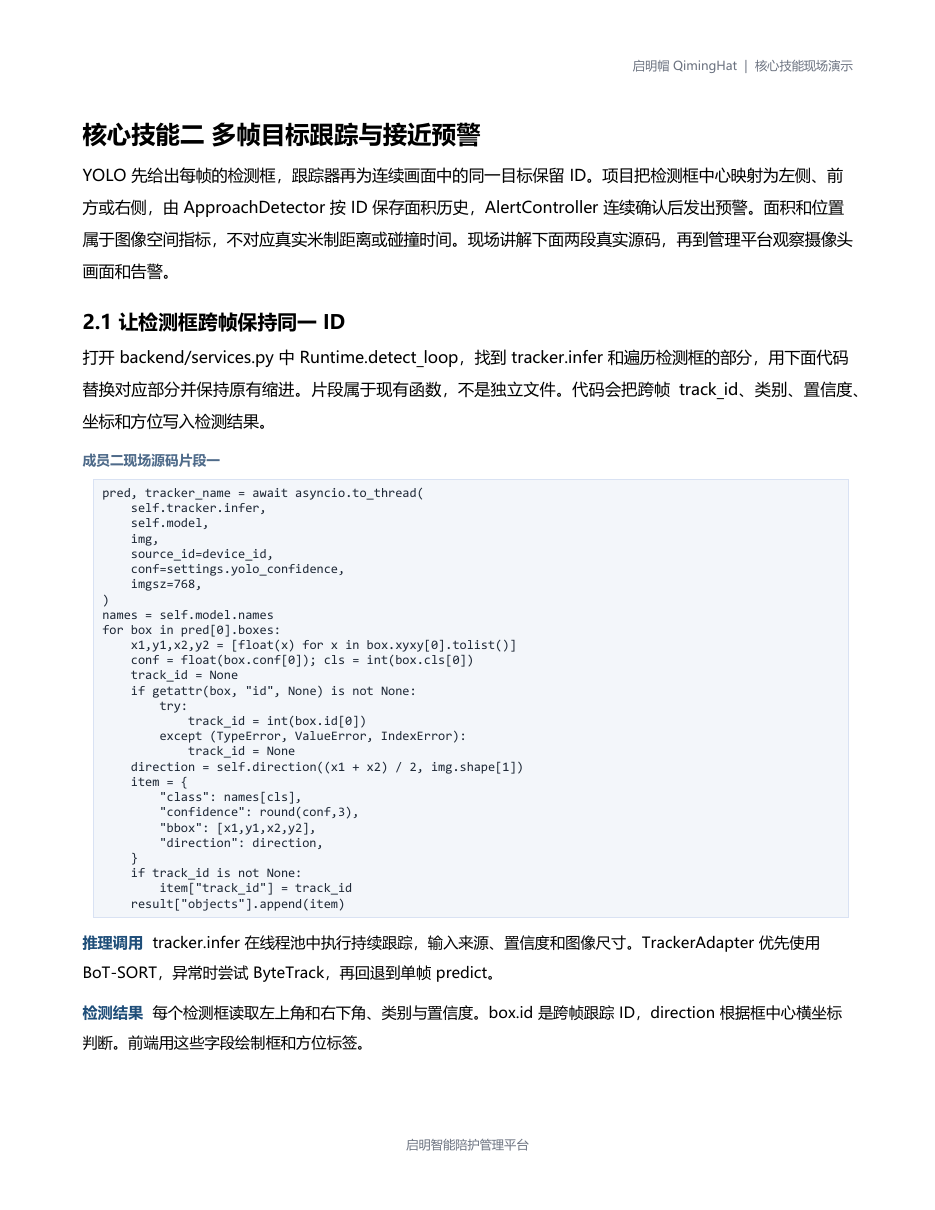 启明帽 QimingHat | 核心技能现场演示
核心技能二 多帧目标跟踪与接近预警
YOLO 先给出每帧的检测框，跟踪器再为连续画面中的同一目标保留 ID。项目把检测框中心映射为左侧、前
方或右侧，由 ApproachDetector 按 ID 保存面积历史，AlertController 连续确认后发出预警。面积和位置
属于图像空间指标，不对应真实米制距离或碰撞时间。现场讲解下面两段真实源码，再到管理平台观察摄像头
画面和告警。
2.1 让检测框跨帧保持同一 ID
打开 backend/services.py 中 Runtime.detect_loop，找到 tracker.infer 和遍历检测框的部分，用下面代码
替换对应部分并保持原有缩进。片段属于现有函数，不是独立文件。代码会把跨帧 track_id、类别、置信度、
坐标和方位写入检测结果。
成员二现场源码片段一
pred, tracker_name = await asyncio.to_thread(
    self.tracker.infer,
    self.model,
    img,
    source_id=device_id,
    conf=settings.yolo_confidence,
    imgsz=768,
)
names = self.model.names
for box in pred[0].boxes:
    x1,y1,x2,y2 = [float(x) for x in box.xyxy[0].tolist()]
    conf = float(box.conf[0]); cls = int(box.cls[0])
    track_id = None
    if getattr(box, "id", None) is not None:
        try:
            track_id = int(box.id[0])
        except (TypeError, ValueError, IndexError):
            track_id = None
    direction = self.direction((x1 + x2) / 2, img.shape[1])
    item = {
        "class": names[cls],
        "confidence": round(conf,3),
        "bbox": [x1,y1,x2,y2],
        "direction": direction,
    }
    if track_id is not None:
        item["track_id"] = track_id
    result["objects"].append(item)
推理调用 tracker.infer 在线程池中执行持续跟踪，输入来源、置信度和图像尺寸。TrackerAdapter 优先使用
BoT-SORT，异常时尝试 ByteTrack，再回退到单帧 predict。
检测结果 每个检测框读取左上角和右下角、类别与置信度。box.id 是跨帧跟踪 ID，direction 根据框中心横坐标
判断。前端用这些字段绘制框和方位标签。
启明智能陪护管理平台